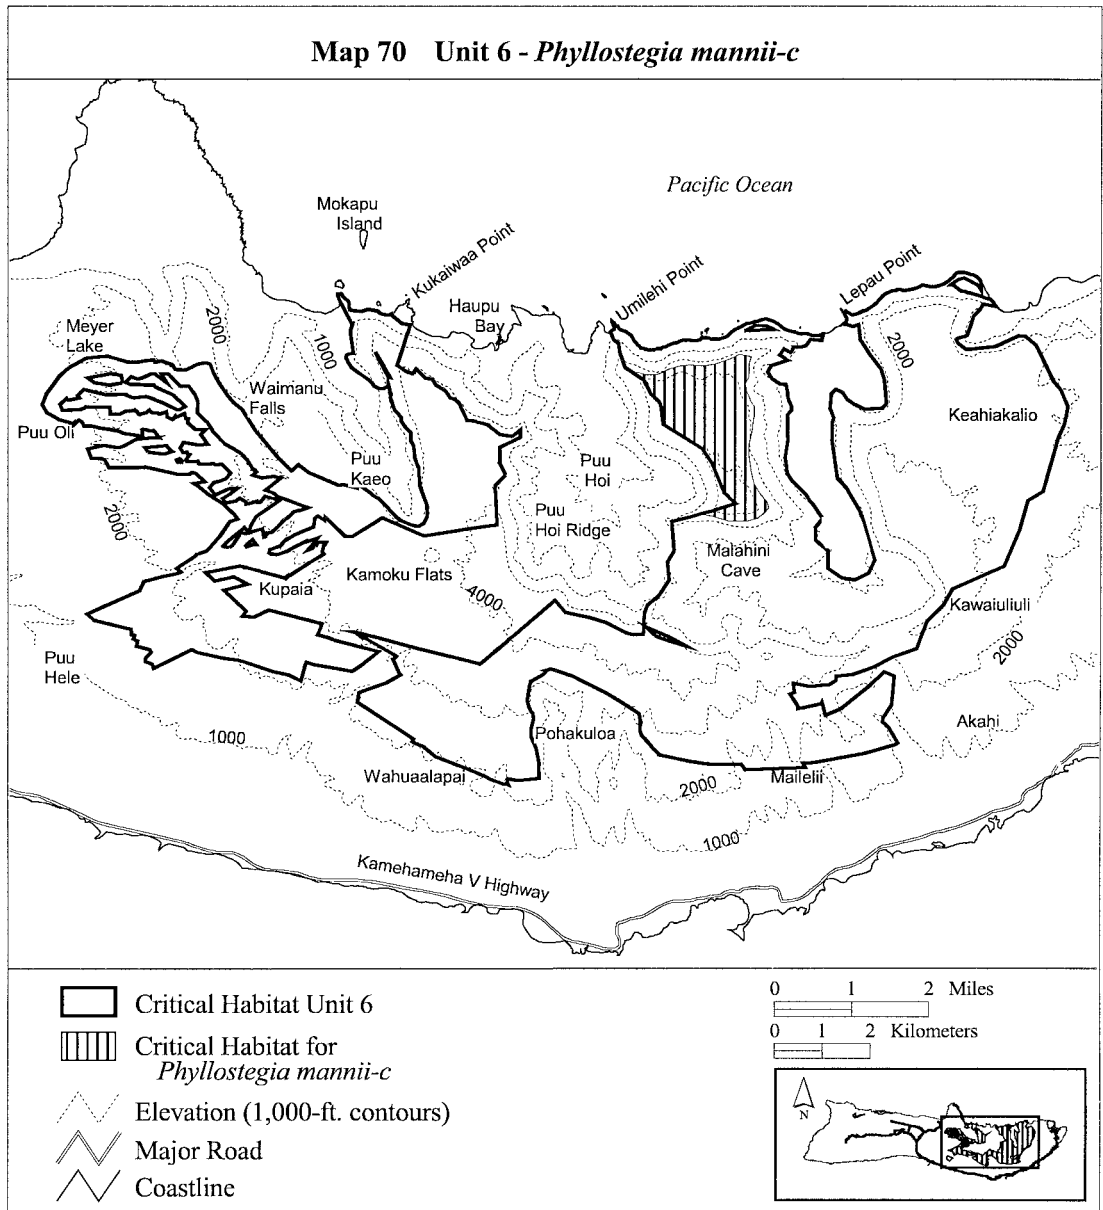 Map 70 Unit 6 - Phyllostegia mannii-c
Pacific Ocean
Mokapu
Island
Kukaiwaa Point
Haupu
Bay
Umilehi Point
Lepau Point
Meyer
Lake
2000
1000
2000
Waimanu
Falls
Keahiakalio
Puu Oli
Puu
Kaeo
Puu
Hoi
Puu
Hoi Ridge
2000
Malahini
Cave
Kamoku Flats
Kupaia
4000
Kawaiuliuli
2000
Puu
Hele
Akahi
1000
Pohakuloa
Wahuaalapai
Mailelii
2000
1000
Kamehameha V Highway
Critical Habitat Unit 6
Critical Habitat for
Phyllostegia mannii-c
Elevation (1,000-ft. contours)
Major Road
Coastline
0 1 2 Miles
0 1 2 Kilometers
N